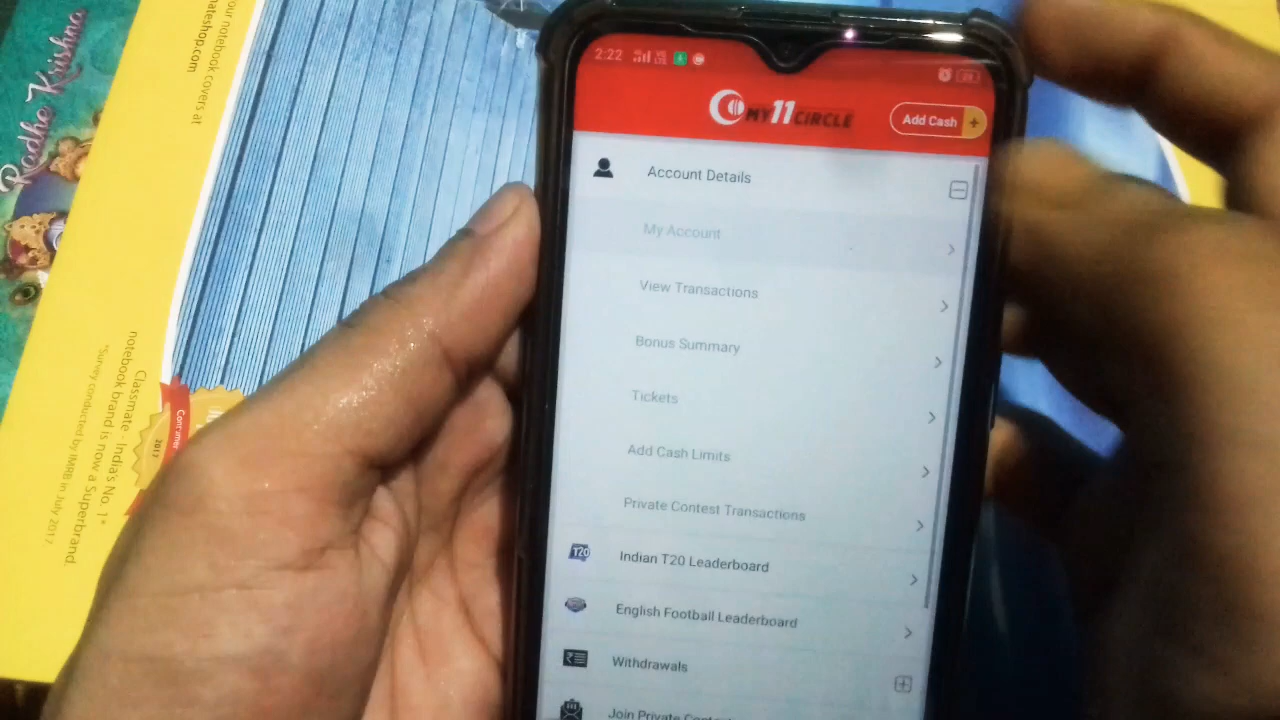 Radhe Krishna
your notebook covers at
mateshop.com
Classmate - India's No. 1*
notebook brand is now a Superbrand.
*Survey conducted by IMRB in July 2017
2017
2:22
MY11CIRCLE
Add Cash +
Account Details
My Account
View Transactions
Bonus Summary
Tickets
Add Cash Limits
Private Contest Transactions
T20
Indian T20 Leaderboard
English Football Leaderboard
Withdrawals
Join Private